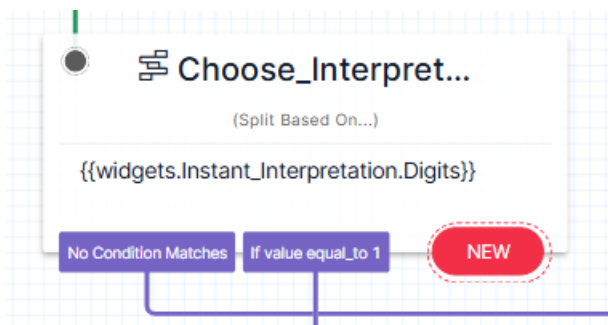 Choose_Interpret...
(Split Based On...)
{{widgets.Instant_Interpretation.Digits}}
No Condition Matches
If value equal_to 1
NEW